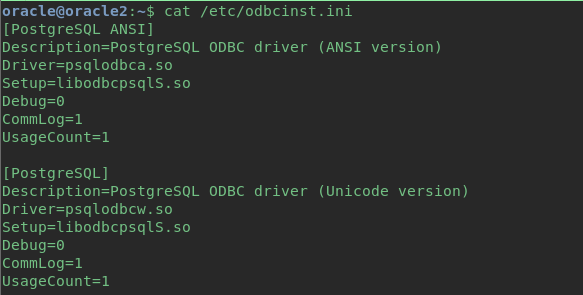 oracle@oracle2:~$ cat /etc/odbcinst.ini
[PostgreSQL ANSI]
Description=PostgreSQL ODBC driver (ANSI version)
Driver=psqlodbca.so
Setup=libodbcpsqlS.so
Debug=0
CommLog=1
UsageCount=1

[PostgreSQL]
Description=PostgreSQL ODBC driver (Unicode version)
Driver=psqlodbcw.so
Setup=libodbcpsqlS.so
Debug=0
CommLog=1
UsageCount=1